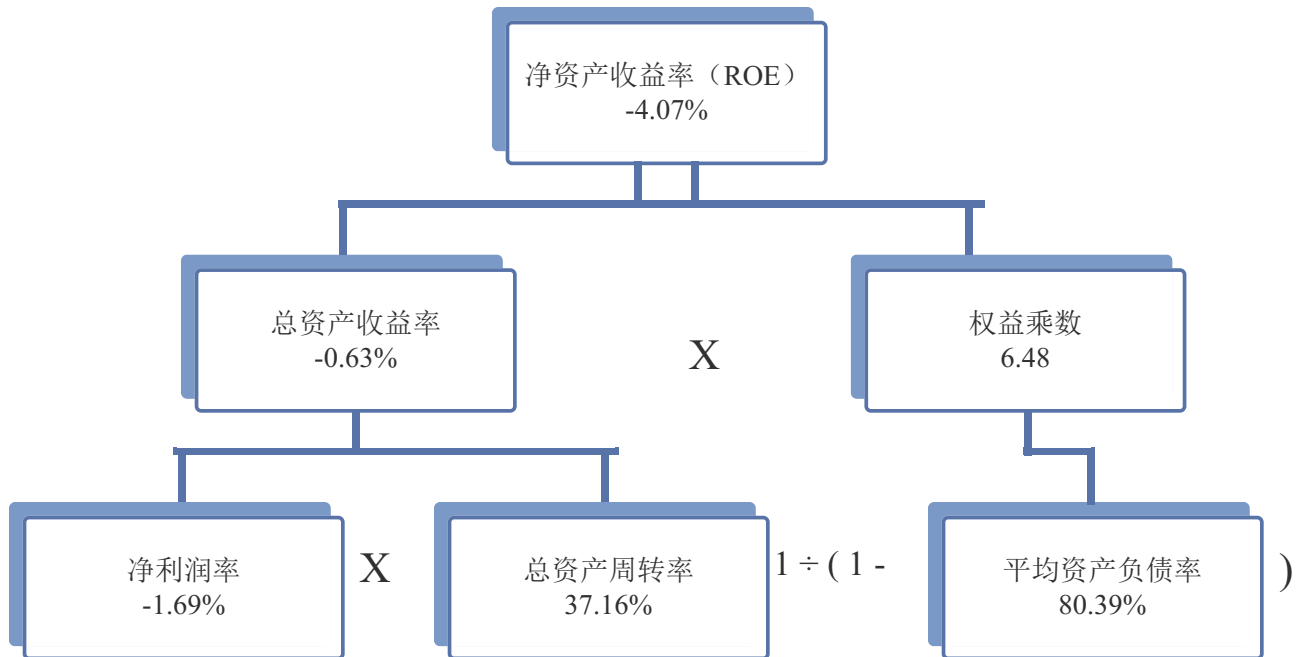 净资产收益率（ROE）
-4.07%
总资产收益率
-0.63%
X
权益乘数
6.48
净利润率
-1.69%
X
总资产周转率
37.16%
1 ÷ ( 1 -
平均资产负债率
80.39%
)